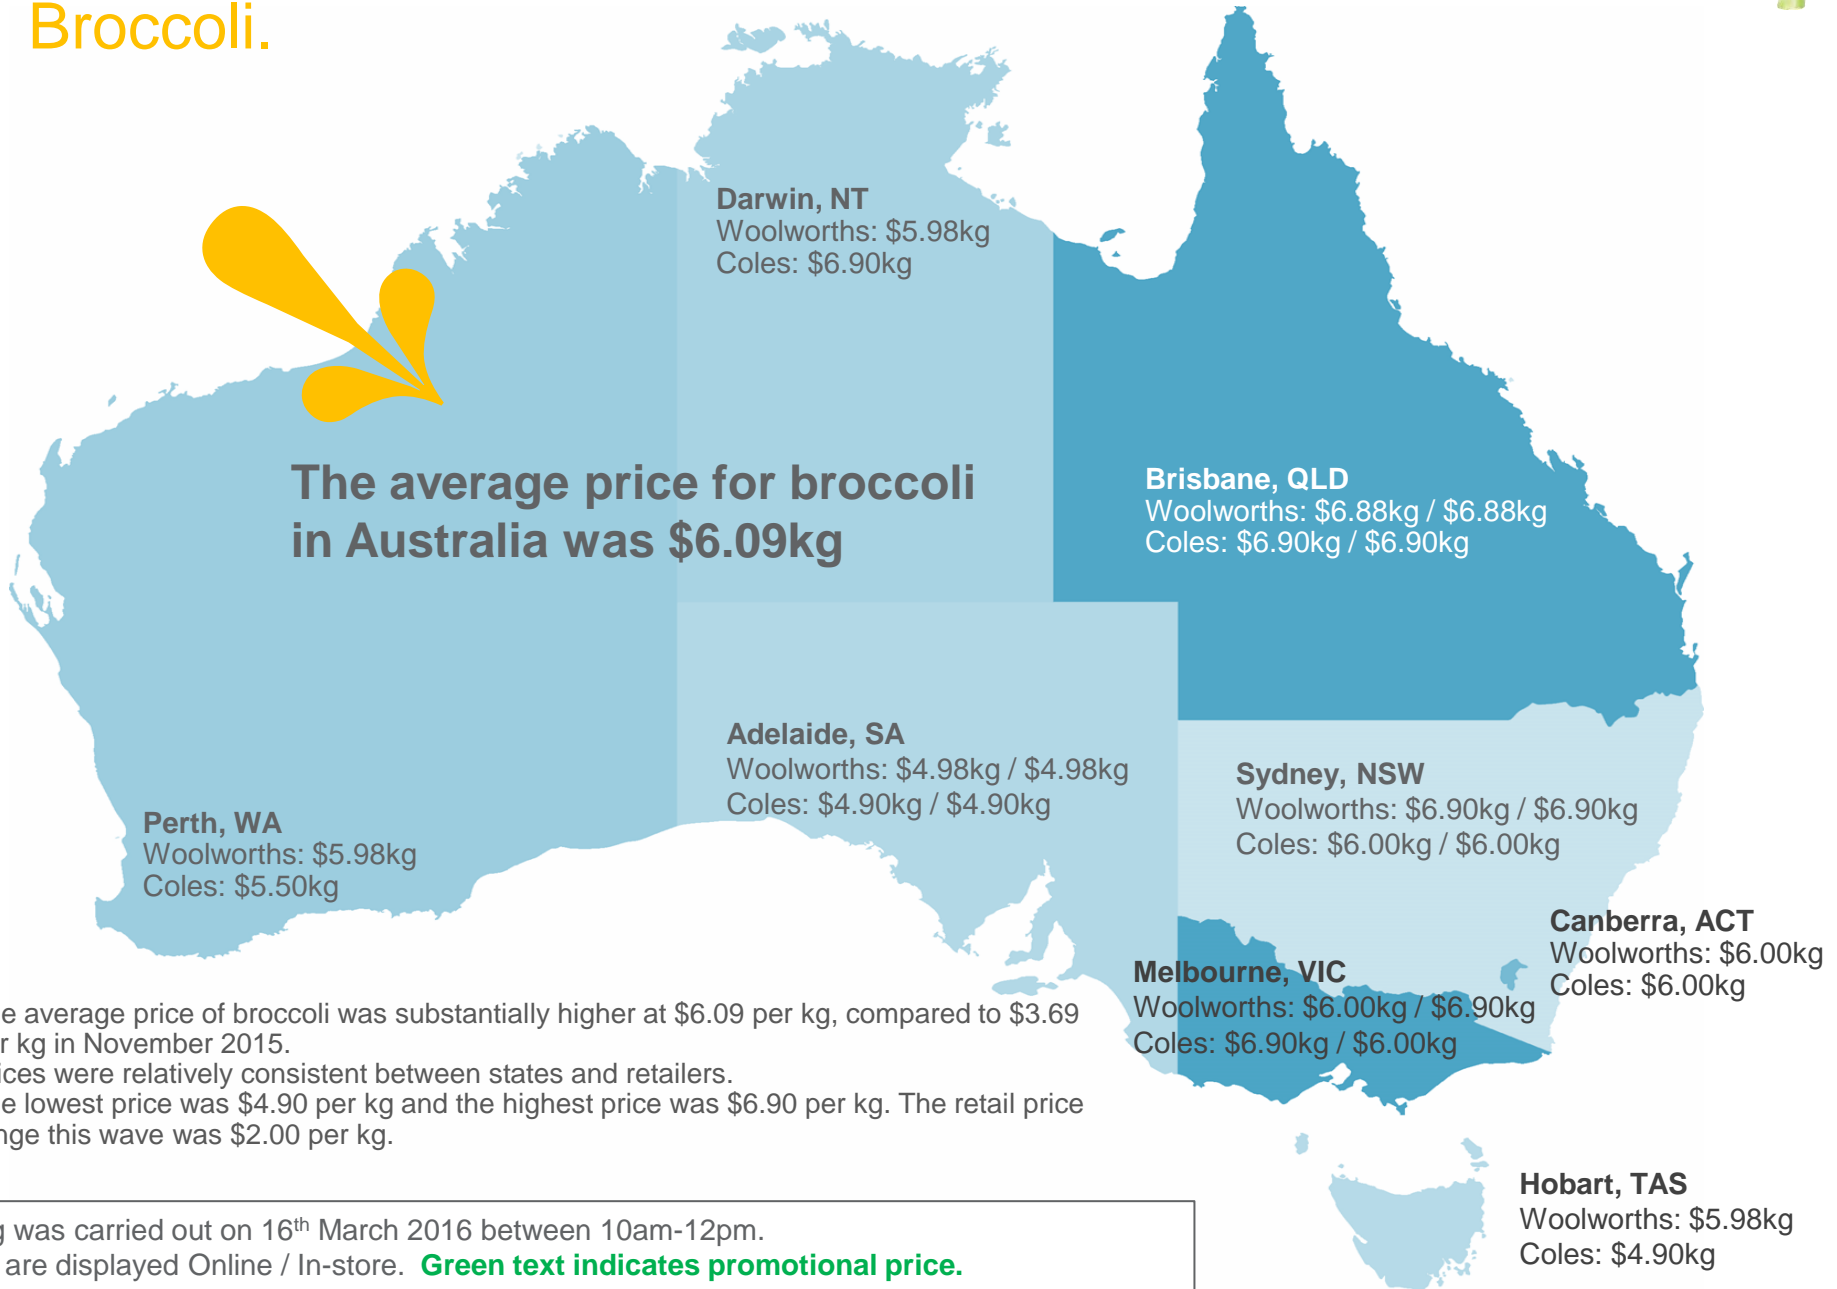 Broccoli.
Darwin, NT
Woolworths: $5.98kg
Coles: $6.90kg
The average price for broccoli
in Australia was $6.09kg
Brisbane, QLD
Woolworths: $6.88kg / $6.88kg
Coles: $6.90kg / $6.90kg
Adelaide, SA
Woolworths: $4.98kg / $4.98kg
Coles: $4.90kg / $4.90kg
Sydney, NSW
Woolworths: $6.90kg / $6.90kg
Coles: $6.00kg / $6.00kg
Perth, WA
Woolworths: $5.98kg
Coles: $5.50kg
Canberra, ACT
Woolworths: $6.00kg
Coles: $6.00kg
Melbourne, VIC
Woolworths: $6.00kg / $6.90kg
Coles: $6.90kg / $6.00kg
e average price of broccoli was substantially higher at $6.09 per kg, compared to $3.69
r kg in November 2015.
ices were relatively consistent between states and retailers.
e lowest price was $4.90 per kg and the highest price was $6.90 per kg. The retail price
nge this wave was $2.00 per kg.
Hobart, TAS
Woolworths: $5.98kg
Coles: $4.90kg
g was carried out on 16th March 2016 between 10am-12pm.
are displayed Online / In-store. Green text indicates promotional price.